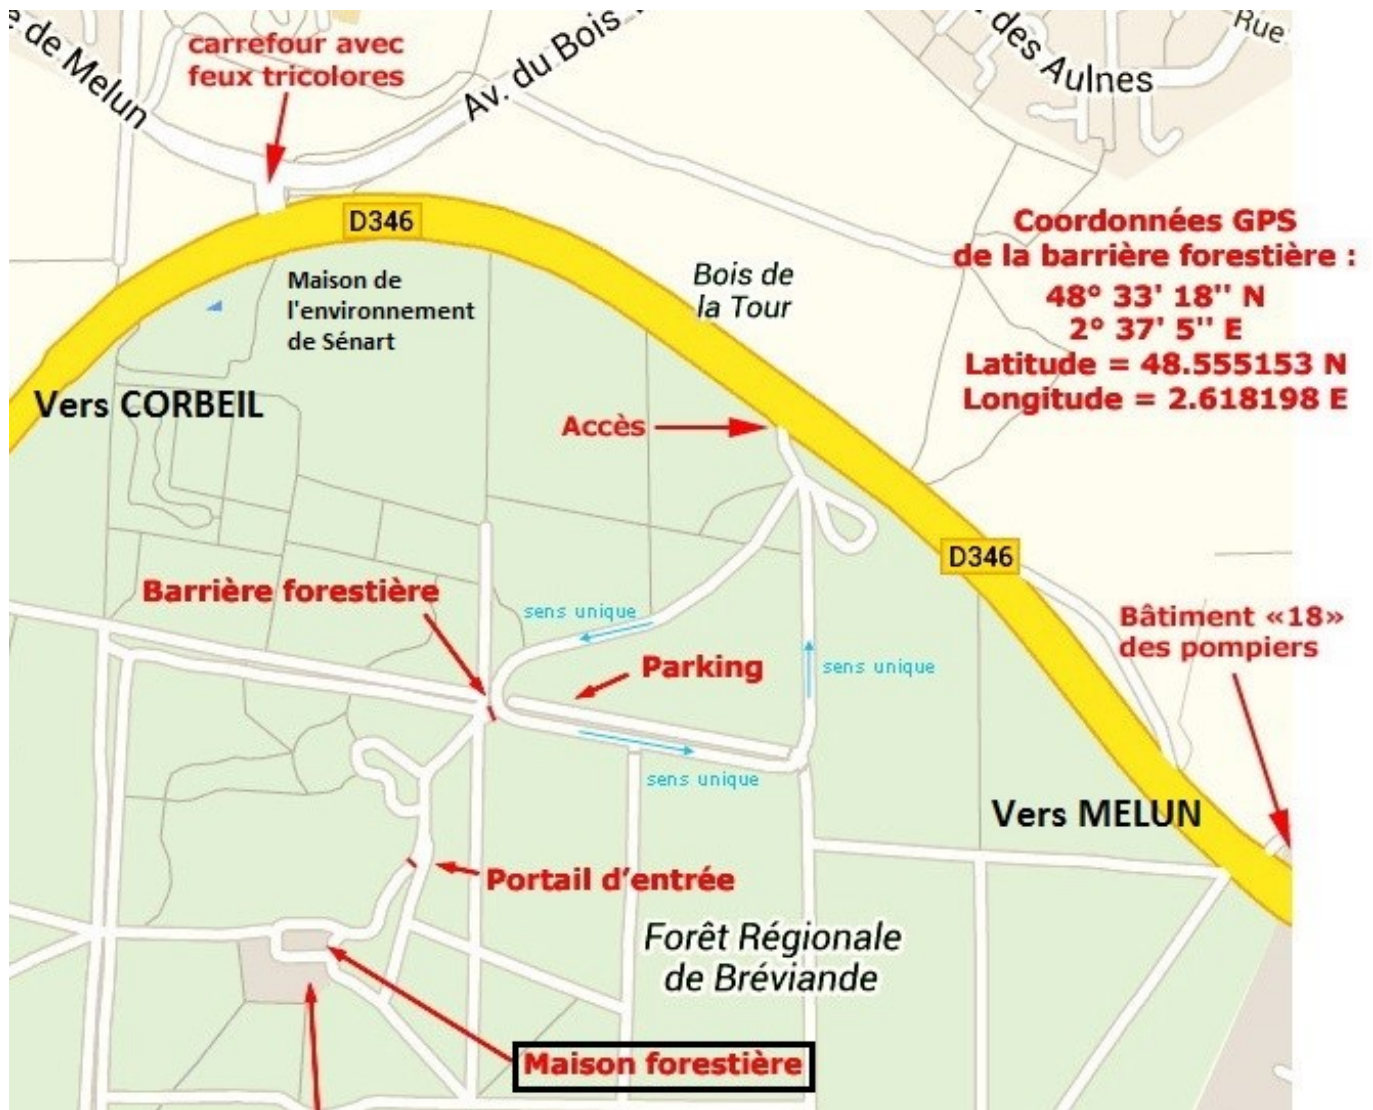 e de Melun
carrefour avec
feux tricolores
Av. du Bois
des Aulnes
Rue
D346
Coordonnées GPS
de la barrière forestière :
48° 33' 18'' N
2° 37' 5'' E
Latitude = 48.555153 N
Longitude = 2.618198 E
Maison de
l'environnement
de Sénart
Bois de
la Tour
Vers CORBEIL
Accès
D346
Barrière forestière
sens unique
Bâtiment «18»
des pompiers
Parking
sens unique
sens unique
Vers MELUN
Portail d'entrée
Forêt Régionale
de Bréviande
Maison forestière